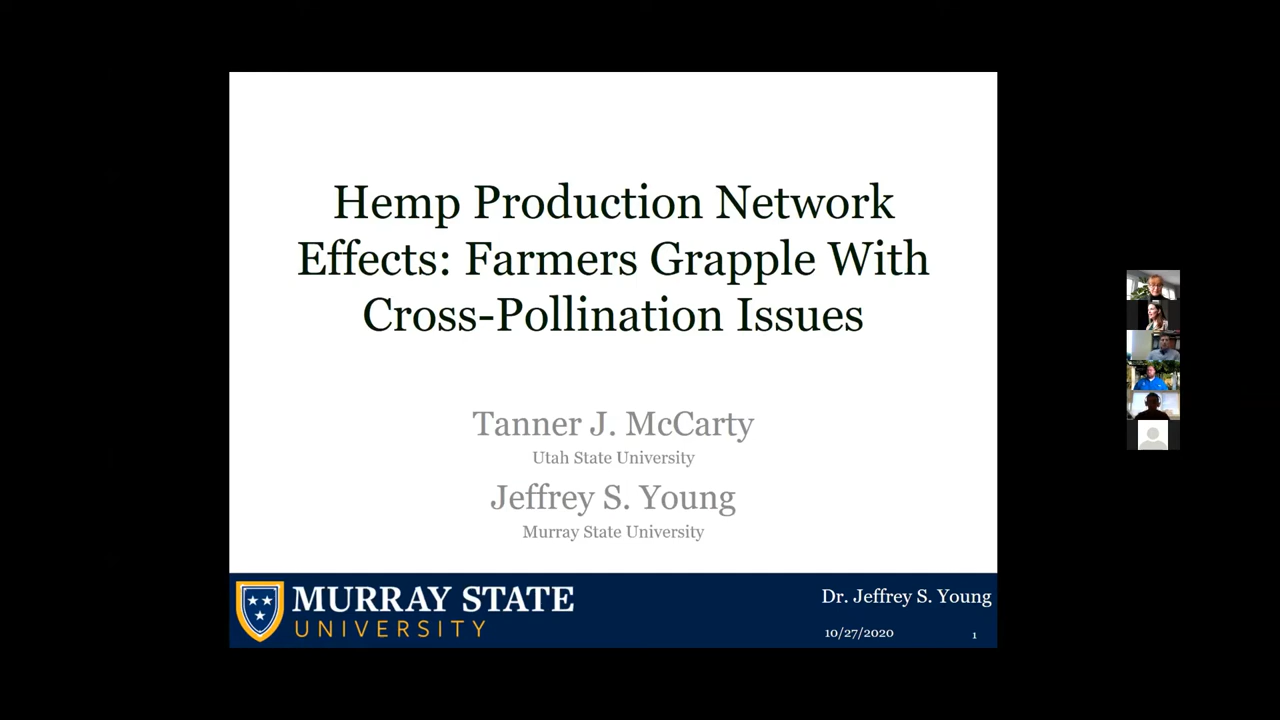 Hemp Production Network
Effects: Farmers Grapple With
Cross-Pollination Issues
Tanner J. McCarty
Utah State University
Jeffrey S. Young
Murray State University
MURRAY STATE
UNIVERSITY
Dr. Jeffrey S. Young
10/27/2020
1